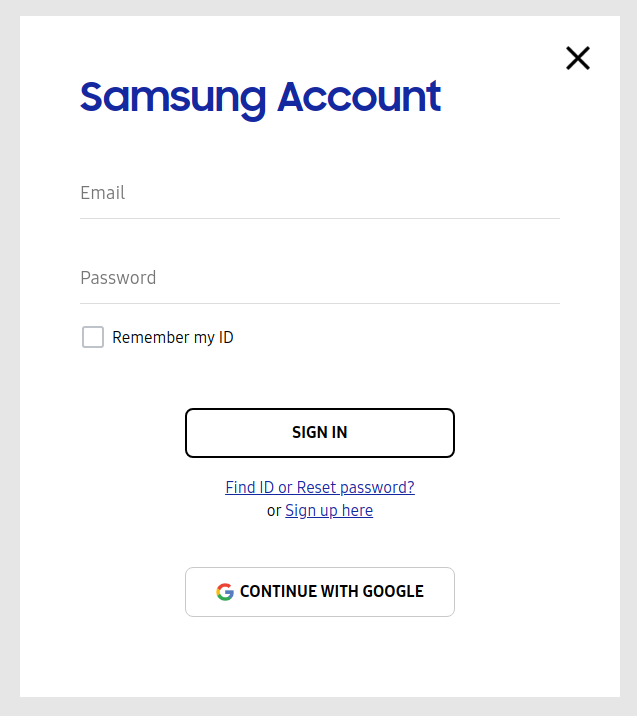 Samsung Account
Email
Password
Remember my ID
SIGN IN
Find ID or Reset password?
or Sign up here
CONTINUE WITH GOOGLE